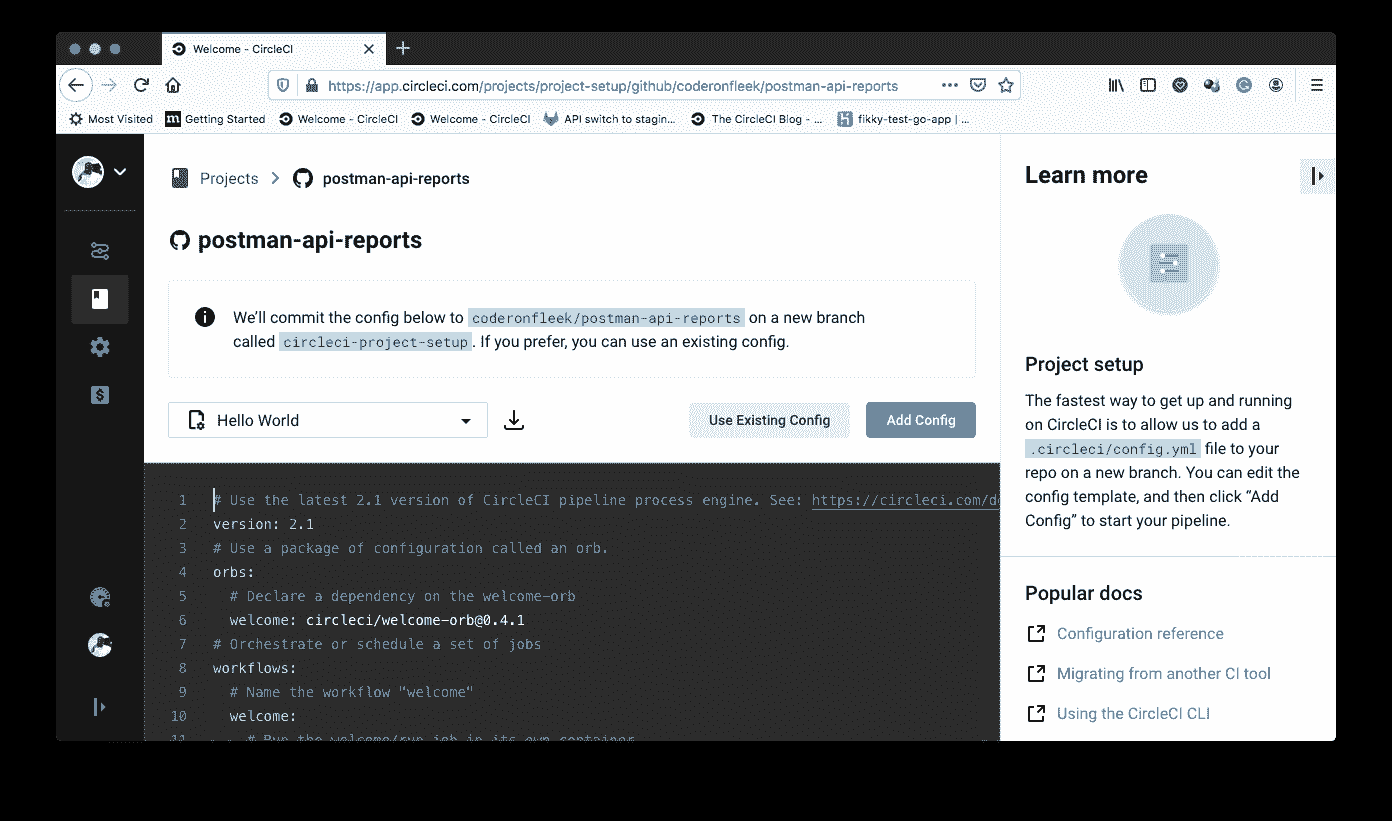 Welcome - CircleCI
https://app.circleci.com/projects/project-setup/github/coderonfleek/postman-api-reports
Most Visited Getting Started Welcome - CircleCI Welcome - CircleCI API switch to stagin... The CircleCI Blog - ... fikky-test-go-app | ...
Projects > postman-api-reports
postman-api-reports
We'll commit the config below to coderonfleek/postman-api-reports on a new branch
called circleci-project-setup. If you prefer, you can use an existing config.
Hello World
Use Existing Config
Add Config
1 # Use the latest 2.1 version of CircleCI pipeline process engine. See: https://circleci.com/d
2 version: 2.1
3 # Use a package of configuration called an orb.
4 orbs:
5 # Declare a dependency on the welcome-orb
6 welcome: circleci/welcome-orb@0.4.1
7 # Orchestrate or schedule a set of jobs
8 workflows:
9 # Name the workflow "welcome"
10 welcome:
11 # Run the welcome/run job in its own container
Learn more
Project setup
The fastest way to get up and running
on CircleCI is to allow us to add a
.circleci/config.yml file to your
repo on a new branch. You can edit the
config template, and then click “Add
Config” to start your pipeline.
Popular docs
Configuration reference
Migrating from another CI tool
Using the CircleCI CLI